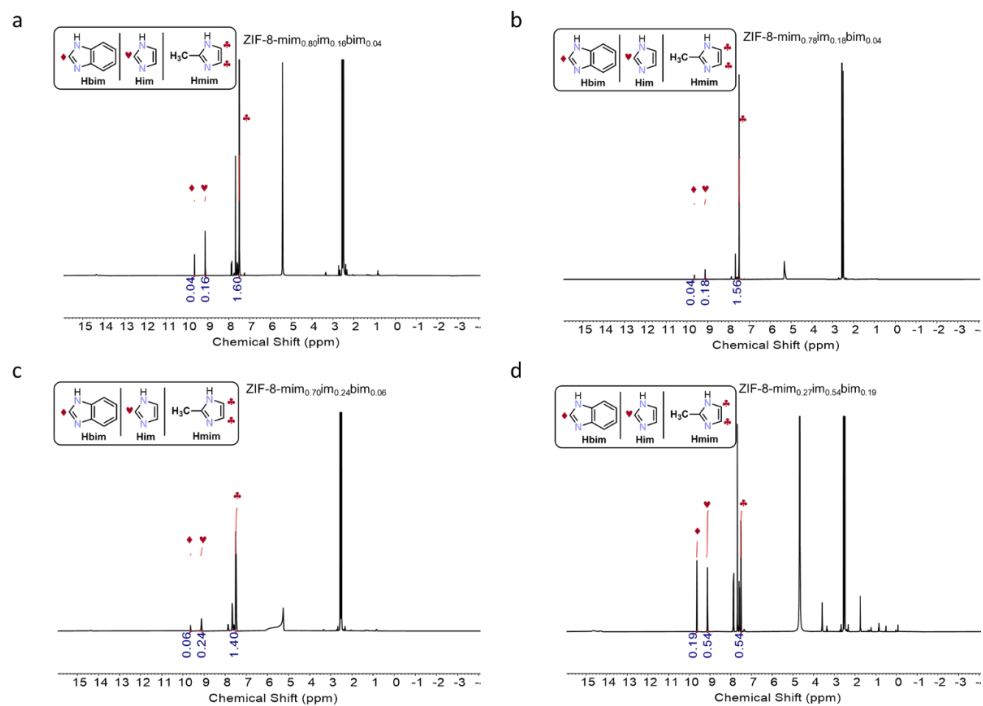 a
ZIF-8-mim0.80im0.16bim0.04
H
N
N
H
N
N
H3C
H
N
N
Hbim
Him
Hmim
0.04
0.16
1.60
15 14 13 12 11 10 9 8 7 6 5 4 3 2 1 0 -1 -2 -3 -4
Chemical Shift (ppm)
b
ZIF-8-mim0.78im0.18bim0.04
H
N
N
H
N
N
H3C
H
N
N
Hbim
Him
Hmim
0.04
0.18
1.56
15 14 13 12 11 10 9 8 7 6 5 4 3 2 1 0 -1 -2 -3 -4
Chemical Shift (ppm)
c
ZIF-8-mim0.70im0.24bim0.06
H
N
N
H
N
N
H3C
H
N
N
Hbim
Him
Hmim
0.06
0.24
1.40
15 14 13 12 11 10 9 8 7 6 5 4 3 2 1 0 -1 -2 -3 -4
Chemical Shift (ppm)
d
ZIF-8-mim0.27im0.54bim0.19
H
N
N
H
N
N
H3C
H
N
N
Hbim
Him
Hmim
0.19
0.54
0.54
15 14 13 12 11 10 9 8 7 6 5 4 3 2 1 0 -1 -2 -3 -4
Chemical Shift (ppm)